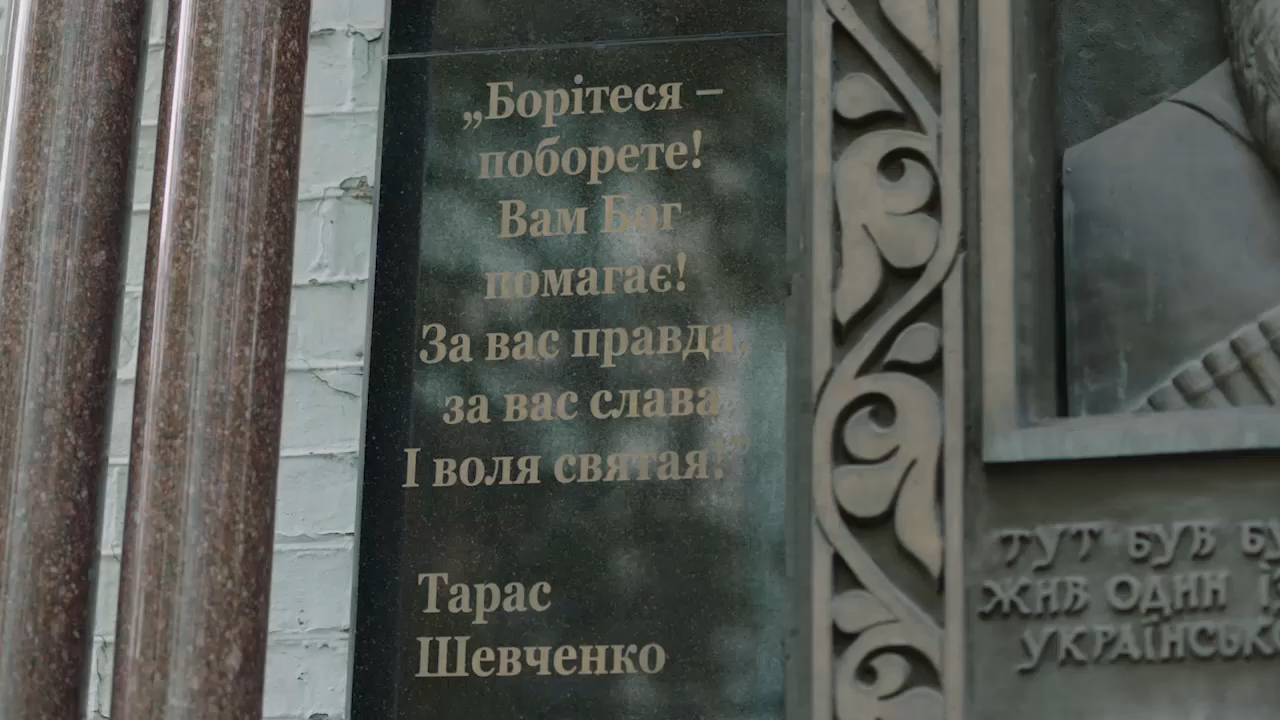 „Борітеся –
поборете!
Вам Бог
помагає!
За вас правда,
за вас слава
І воля святая!”
Тарас
Шевченко
ТУТ БУВ
ЖИВ ОДИН